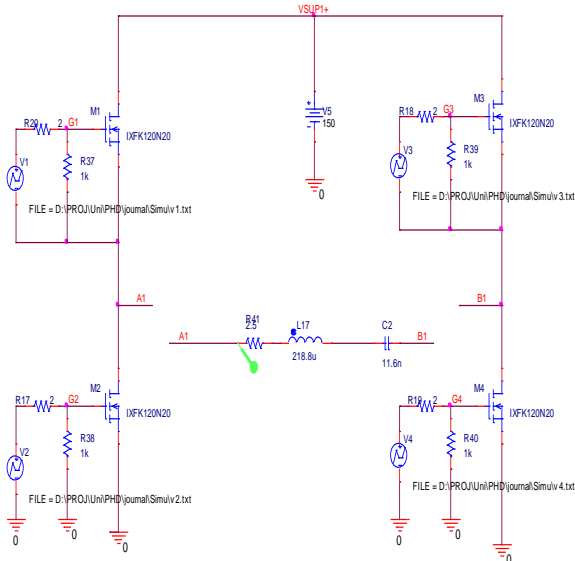 VSUP1+
M1
R20 2 G1
IXFK120N20
V1
R37
1k
FILE = D:\PROJ\Uni\PHD\journal\Simu\v1.txt
V5
150
0
M3
R18 2 G3
IXFK120N20
V3
R39
1k
FILE = D:\PROJ\Uni\PHD\journal\Simu\v3.txt
A1
B1
A1
R41
2.5
L17
218.8u
C2
11.6n
B1
M2
R17 2 G2
IXFK120N20
V2
R38
1k
FILE = D:\PROJ\Uni\PHD\journal\Simu\v2.txt
0
0
0
M4
R19 2 G4
IXFK120N20
V4
R40
1k
FILE = D:\PROJ\Uni\PHD\journal\Simu\v4.txt
0
0
0